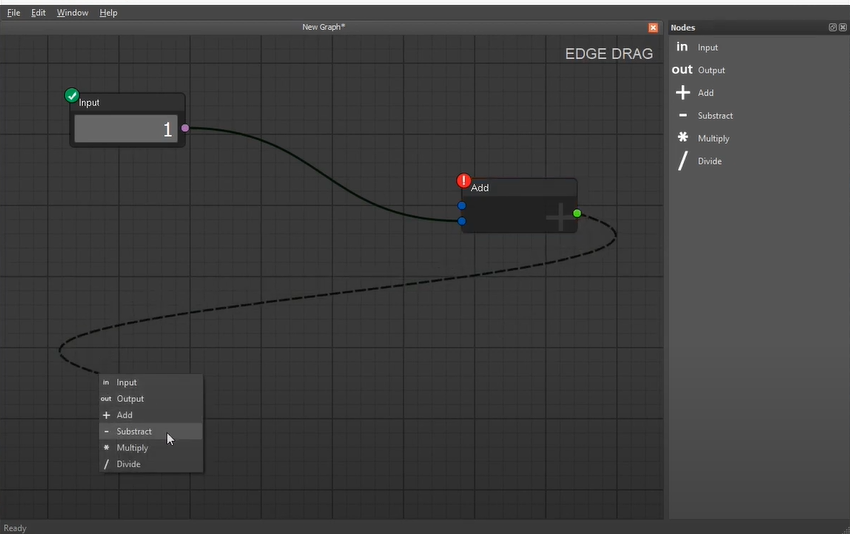 File Edit Window Help
New Graph*
Nodes
EDGE DRAG
in Input
out Output
+ Add
- Substract
* Multiply
/ Divide
Input
1
!
Add
+
in Input
out Output
+ Add
- Substract
* Multiply
/ Divide
Ready